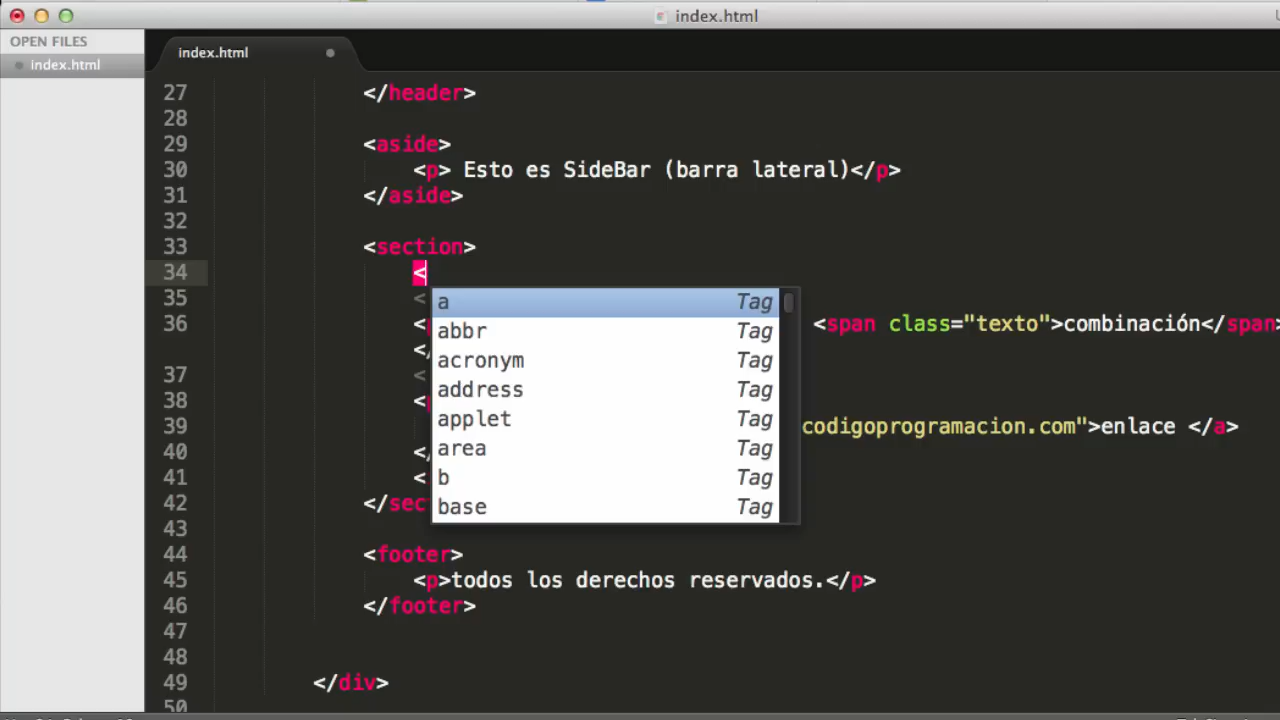 index.html
OPEN FILES
index.html
index.html
27 </header>
28
29 <aside>
30 <p> Esto es SideBar (barra lateral)</p>
31 </aside>
32
33 <section>
34 <
a Tag
35 <
abbr Tag
36 < <span class="texto">combinación</span>
acronym Tag
</
37 <
address Tag
38 <
applet Tag
39 codigoprogramacion.com">enlace </a>
area Tag
40 </
41 <
b Tag
42 </sec
base Tag
43
44 <footer>
45 <p>todos los derechos reservados.</p>
46 </footer>
47
48
49 </div>
50